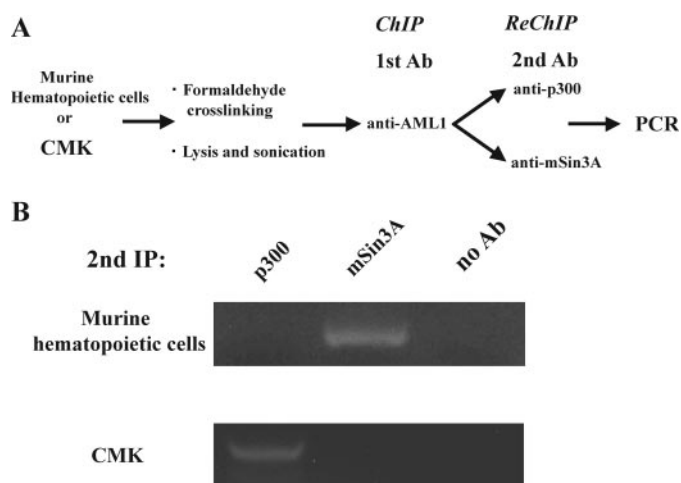 A
ChIP
ReChIP
1st Ab
2nd Ab
Murine
Hematopoietic cells
or
CMK
· Formaldehyde
crosslinking
· Lysis and sonication
anti-AML1
anti-p300
anti-mSin3A
PCR
B
2nd IP:
p300
mSin3A
no Ab
Murine
hematopoietic cells
CMK